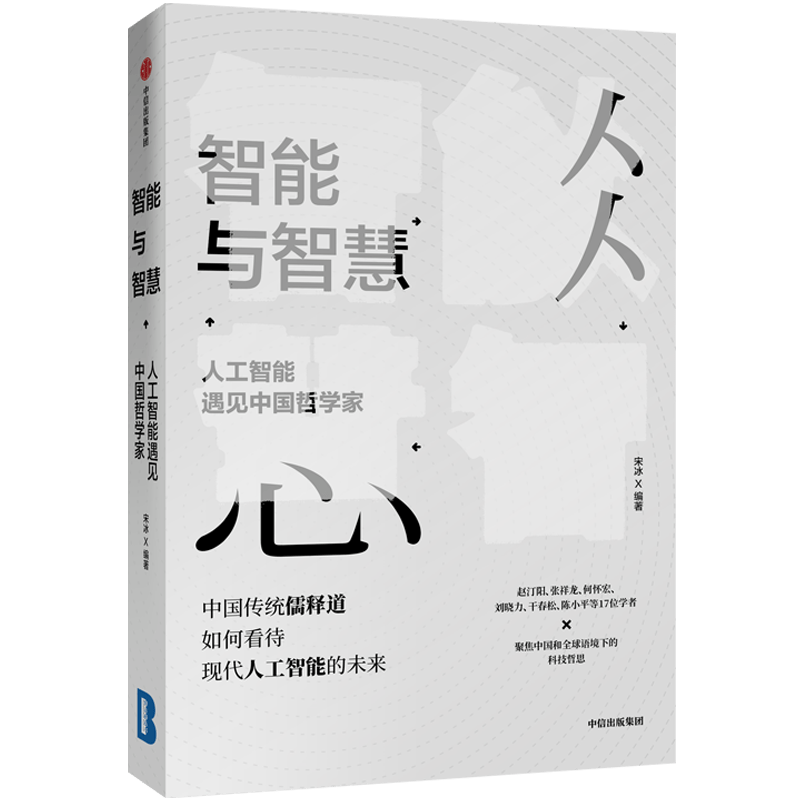 中信出版集团
智能
与
智慧
人工智能遇见
中国哲学家
宋冰 X 编著
智能
与智慧
人工智能
遇见中国哲学家
人
人
心
宋冰 X 编著
中国传统儒释道
如何看待
现代人工智能的未来
赵汀阳、张祥龙、何怀宏、
刘晓力、干春松、陈小平等17位学者
×
聚焦中国和全球语境下的
科技哲思
中信出版集团
B